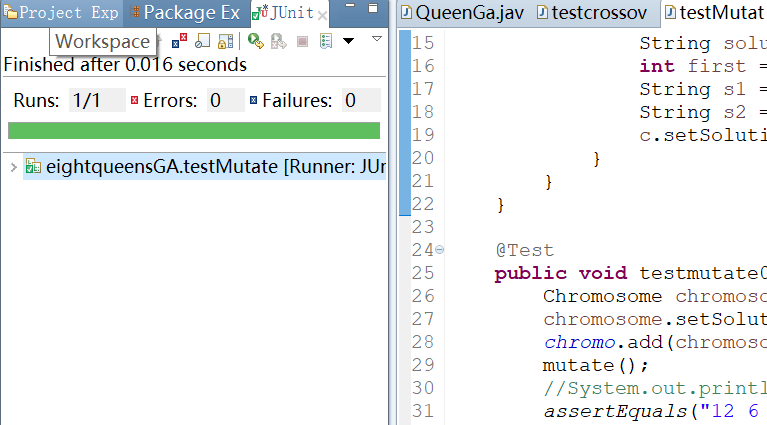 Project Exp Package Ex JUnit
Workspace
Finished after 0.016 seconds
Runs: 1/1 Errors: 0 Failures: 0
eightqueensGA.testMutate [Runner: JUn
QueenGa.jav testcrossov testMutat
15 String solu
16 int first =
17 String s1 =
18 String s2 =
19 c.setSoluti
20 }
21 }
22 }
23
24 @Test
25 public void testmutate(
26 Chromosome chromoso
27 chromosome.setSolut
28 chromo.add(chromoso
29 mutate();
30 //System.out.printl
31 assertEquals("12 6